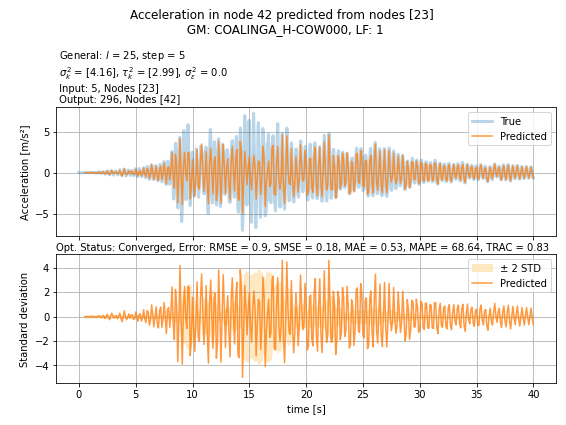 Acceleration in node 42 predicted from nodes [23]
GM: COALINGA_H-COW000, LF: 1
General: l = 25, step = 5
σ²ₖ = [4.16], τ²ₖ = [2.99], σ²ε = 0.0
Input: 5, Nodes [23]
Output: 296, Nodes [42]
Acceleration [m/s²]
5
0
−5
True
Predicted
Opt. Status: Converged, Error: RMSE = 0.9, SMSE = 0.18, MAE = 0.53, MAPE = 68.64, TRAC = 0.83
Standard deviation
4
2
0
−2
−4
± 2 STD
Predicted
0 5 10 15 20 25 30 35 40
time [s]